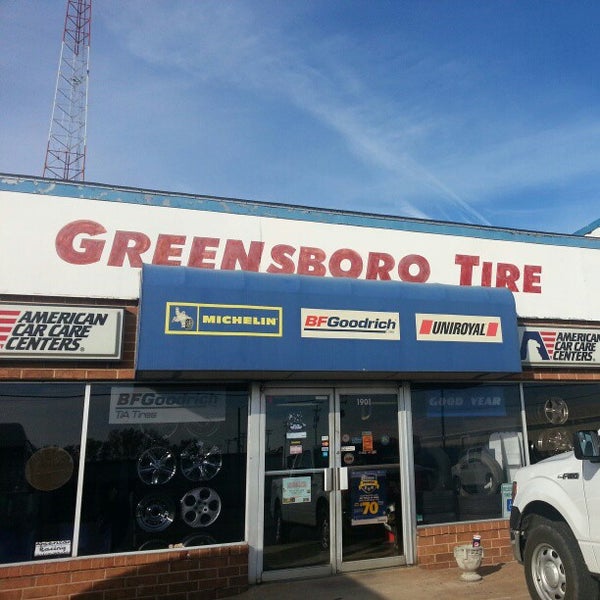 GREENSBORO TIRE
MICHELIN
BFGoodrich
UNIROYAL
AMERICAN
CAR CARE
CENTERS.
AMERICAN
CAR CARE
CENTERS.
BFGoodrich
T/A Tires
1901
GOOD YEAR
70